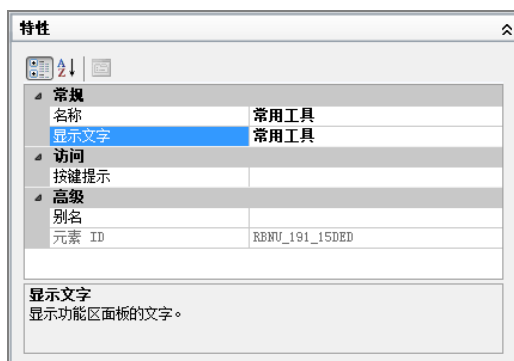 特性
常规
名称 常用工具
显示文字 常用工具
访问
按键提示
高级
别名
元素 ID RBNU_191_15DED
显示文字
显示功能区面板的文字。